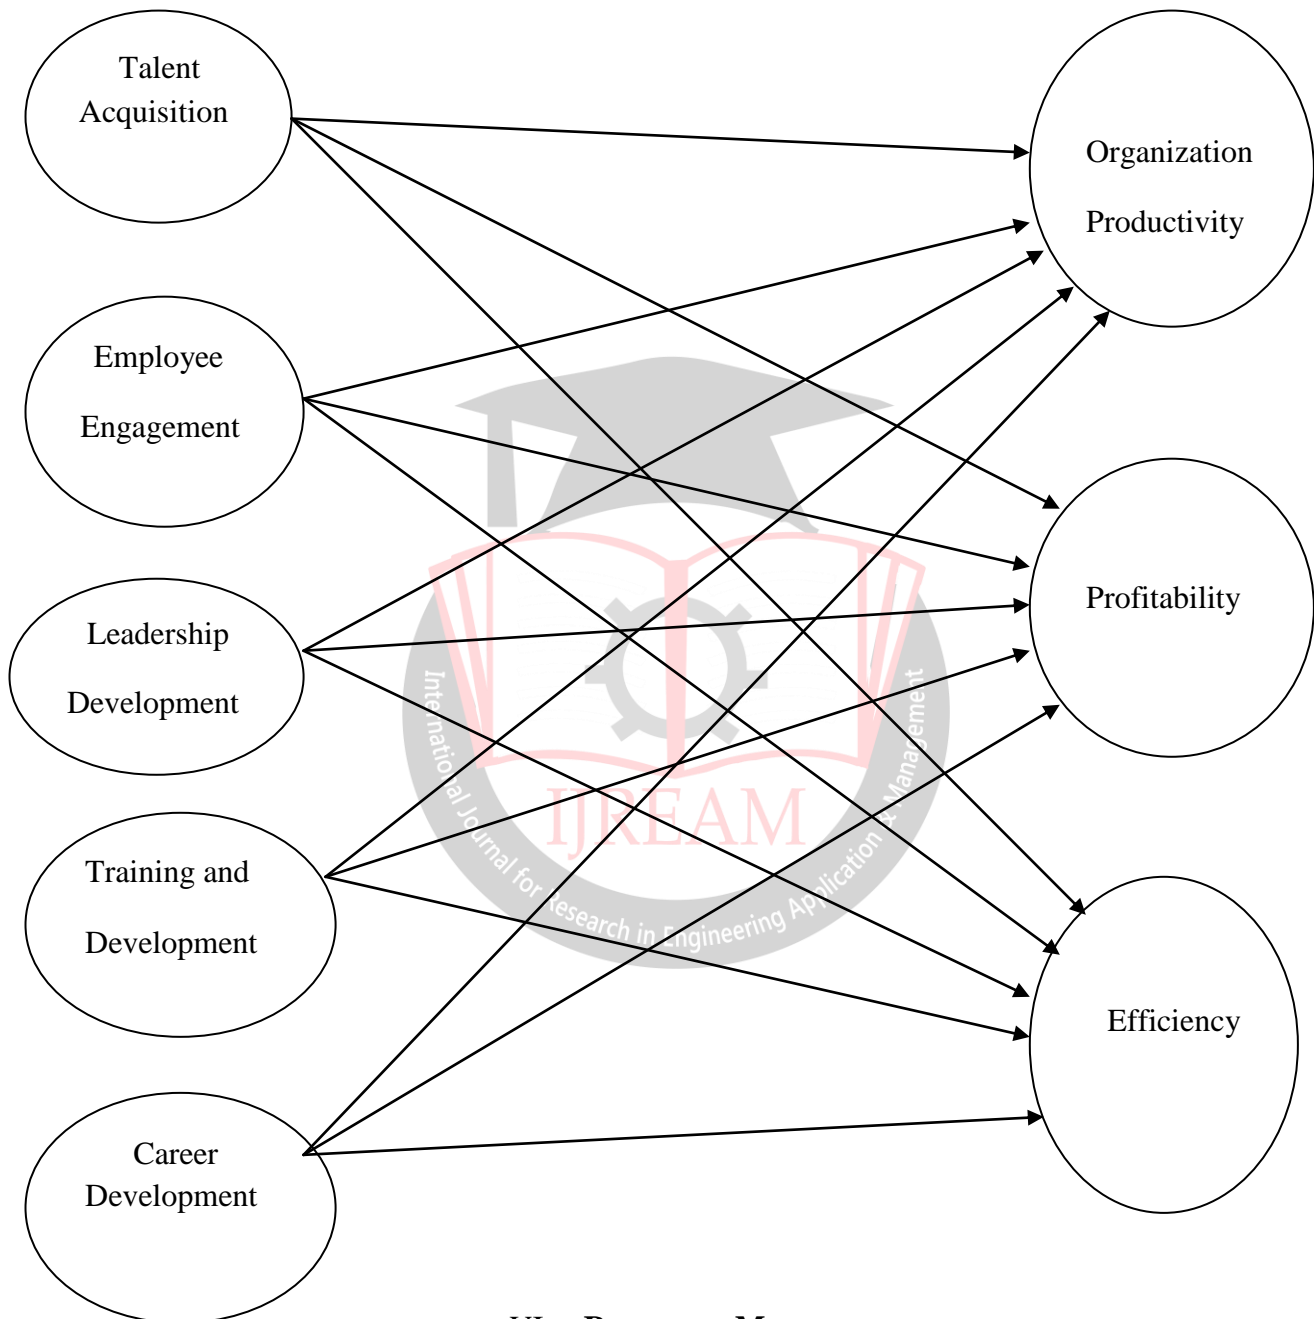 Talent
Acquisition
Employee
Engagement
Leadership
Development
Training and
Development
Career
Development
Organization
Productivity
Profitability
Efficiency
IJREAM
International Journal for Research in Engineering Application & Management